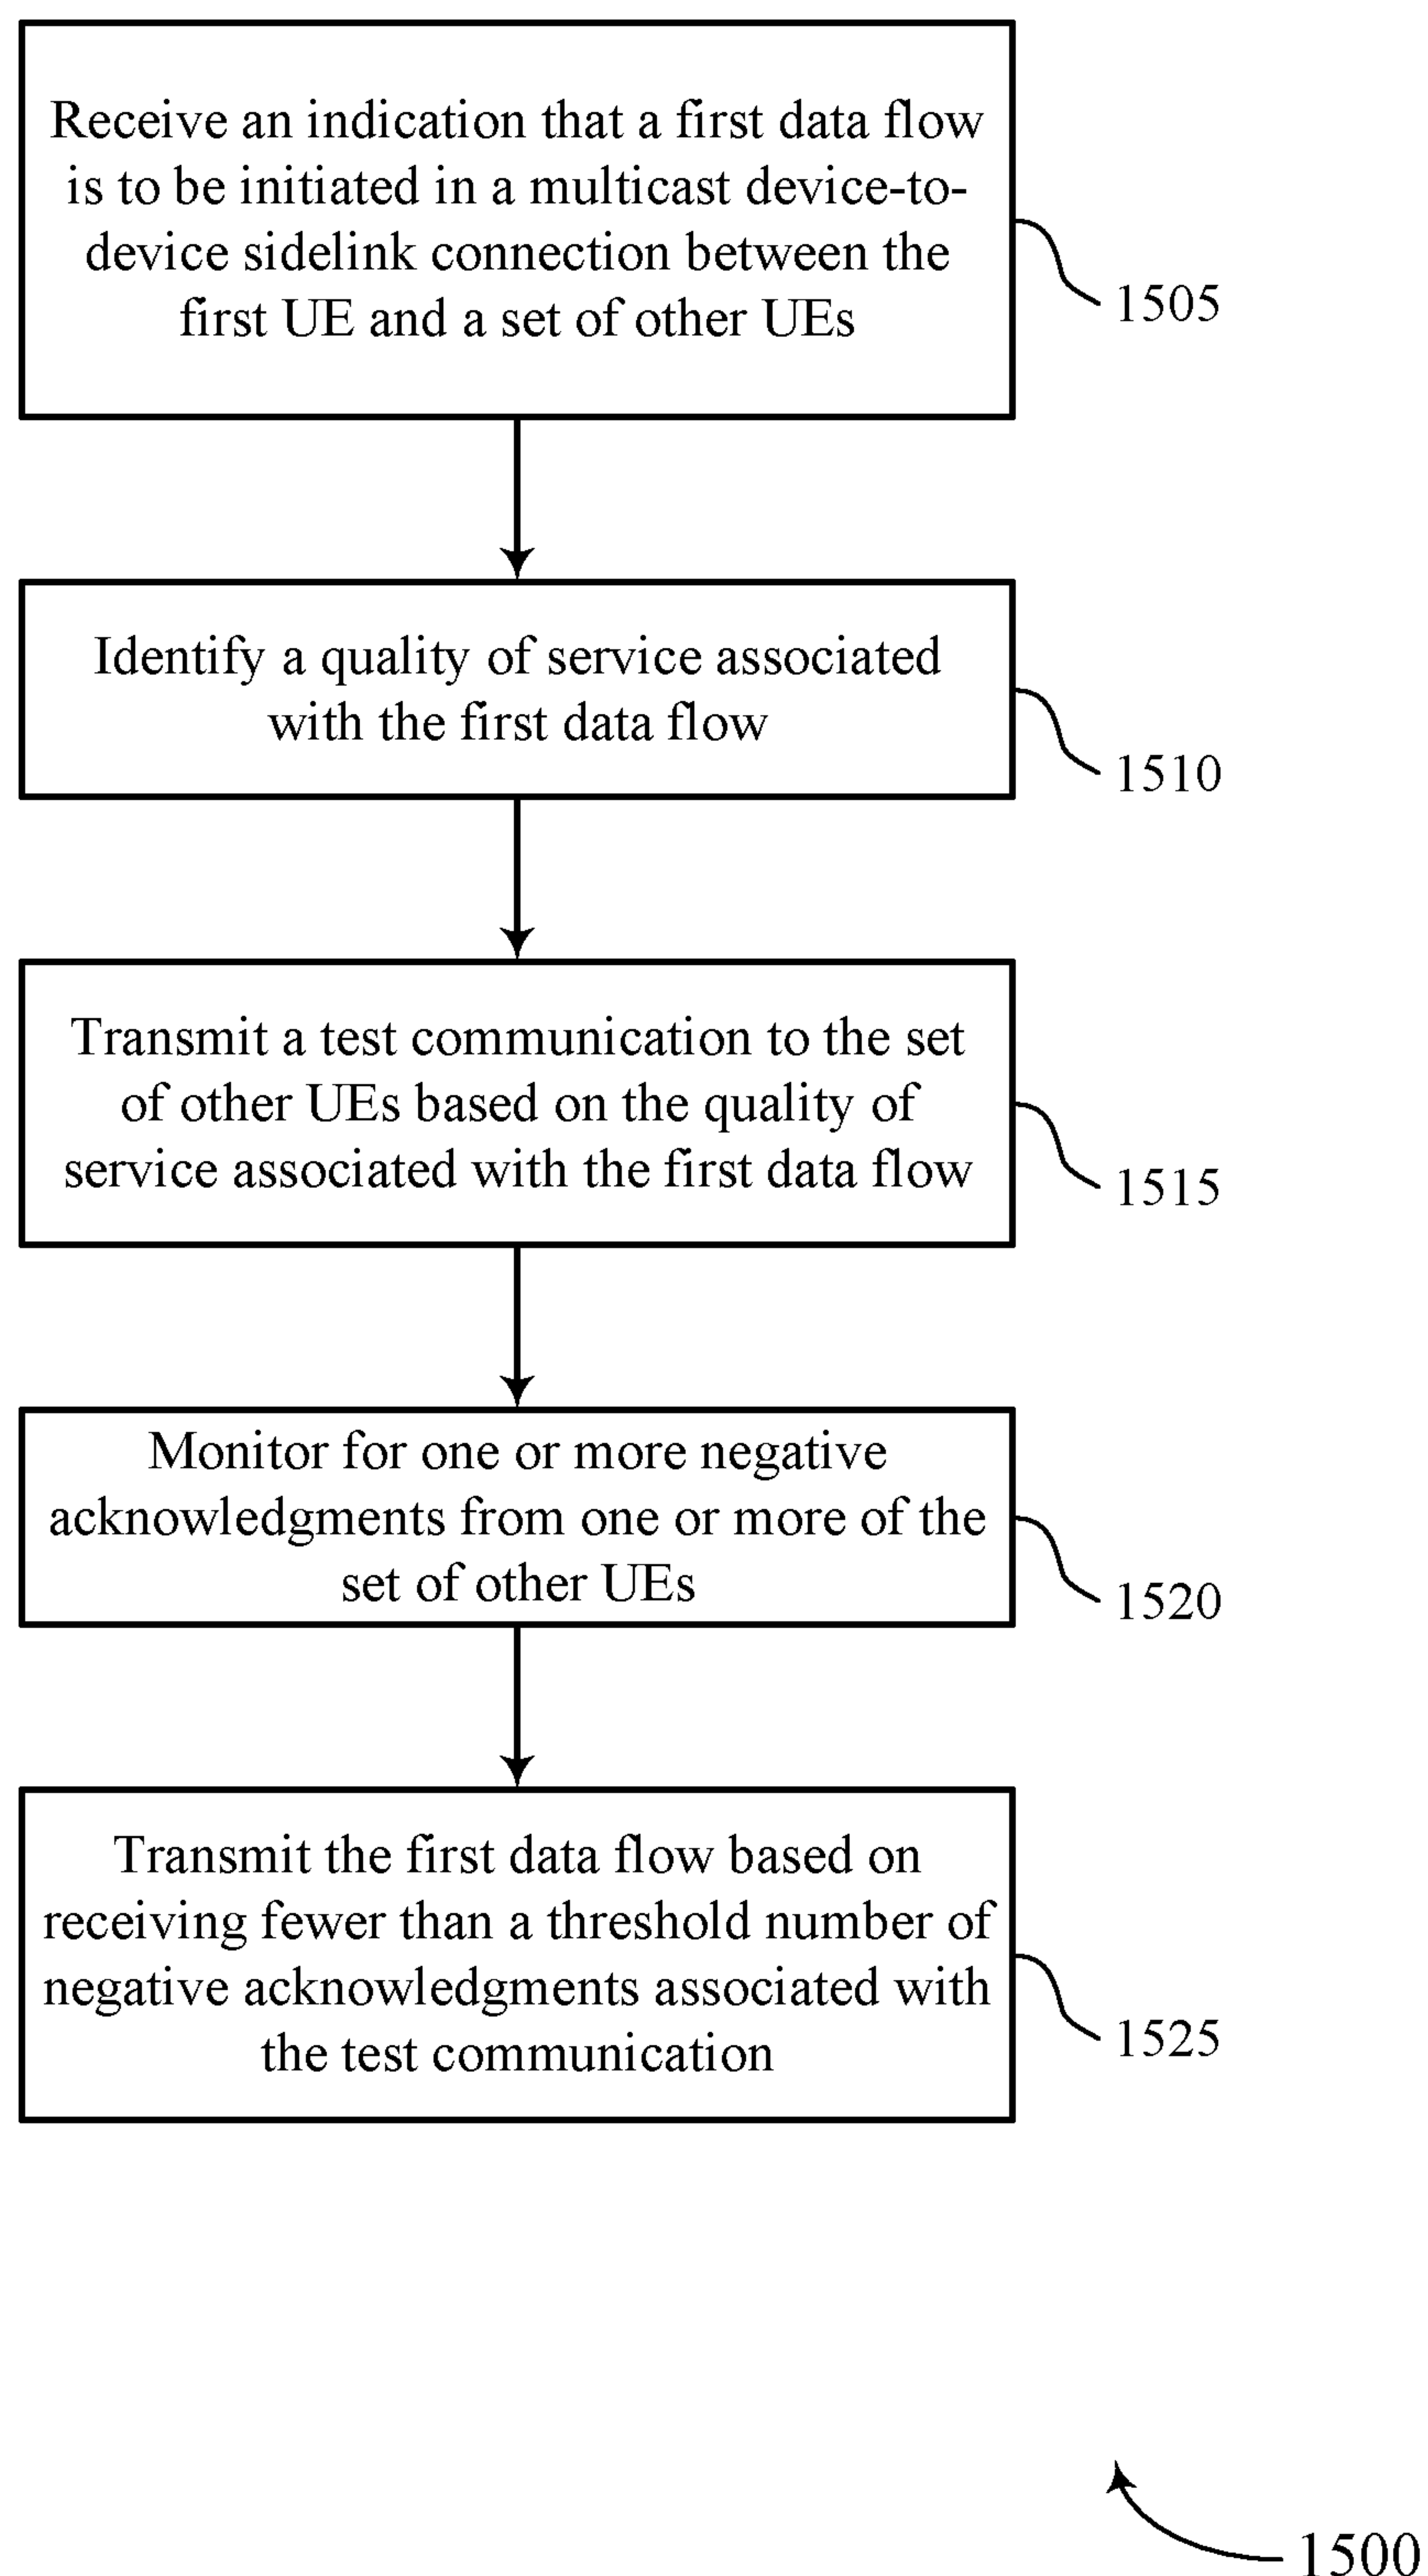 Receive an indication that a first data flow
is to be initiated in a multicast device-to-
device sidelink connection between the
first UE and a set of other UEs
1505
Identify a quality of service associated
with the first data flow
1510
Transmit a test communication to the set
of other UEs based on the quality of
service associated with the first data flow
1515
Monitor for one or more negative
acknowledgments from one or more of the
set of other UEs
1520
Transmit the first data flow based on
receiving fewer than a threshold number of
negative acknowledgments associated with
the test communication
1525
1500